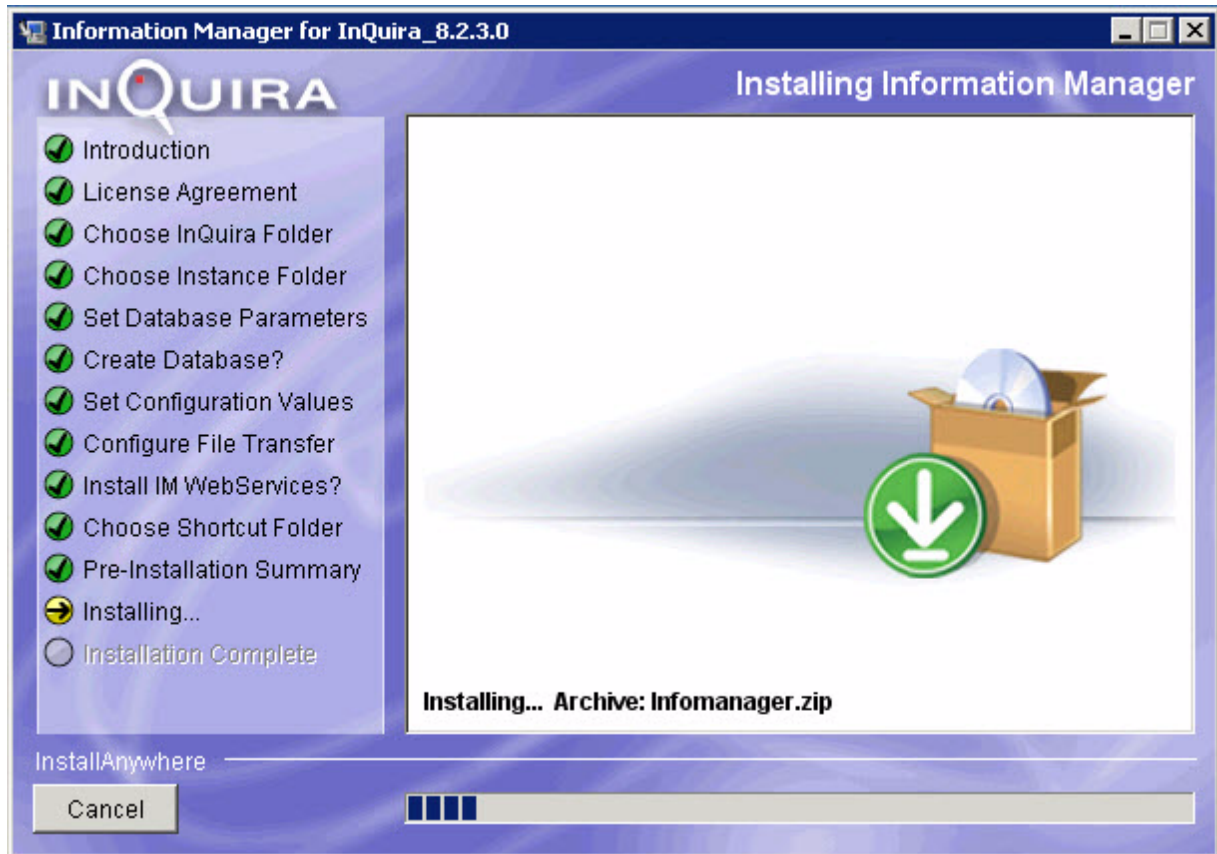 Information Manager for InQuira_8.2.3.0
INQUIRA
Installing Information Manager
Introduction
License Agreement
Choose InQuira Folder
Choose Instance Folder
Set Database Parameters
Create Database?
Set Configuration Values
Configure File Transfer
Install IM WebServices?
Choose Shortcut Folder
Pre-Installation Summary
Installing...
Installation Complete
Installing... Archive: Infomanager.zip
InstallAnywhere
Cancel